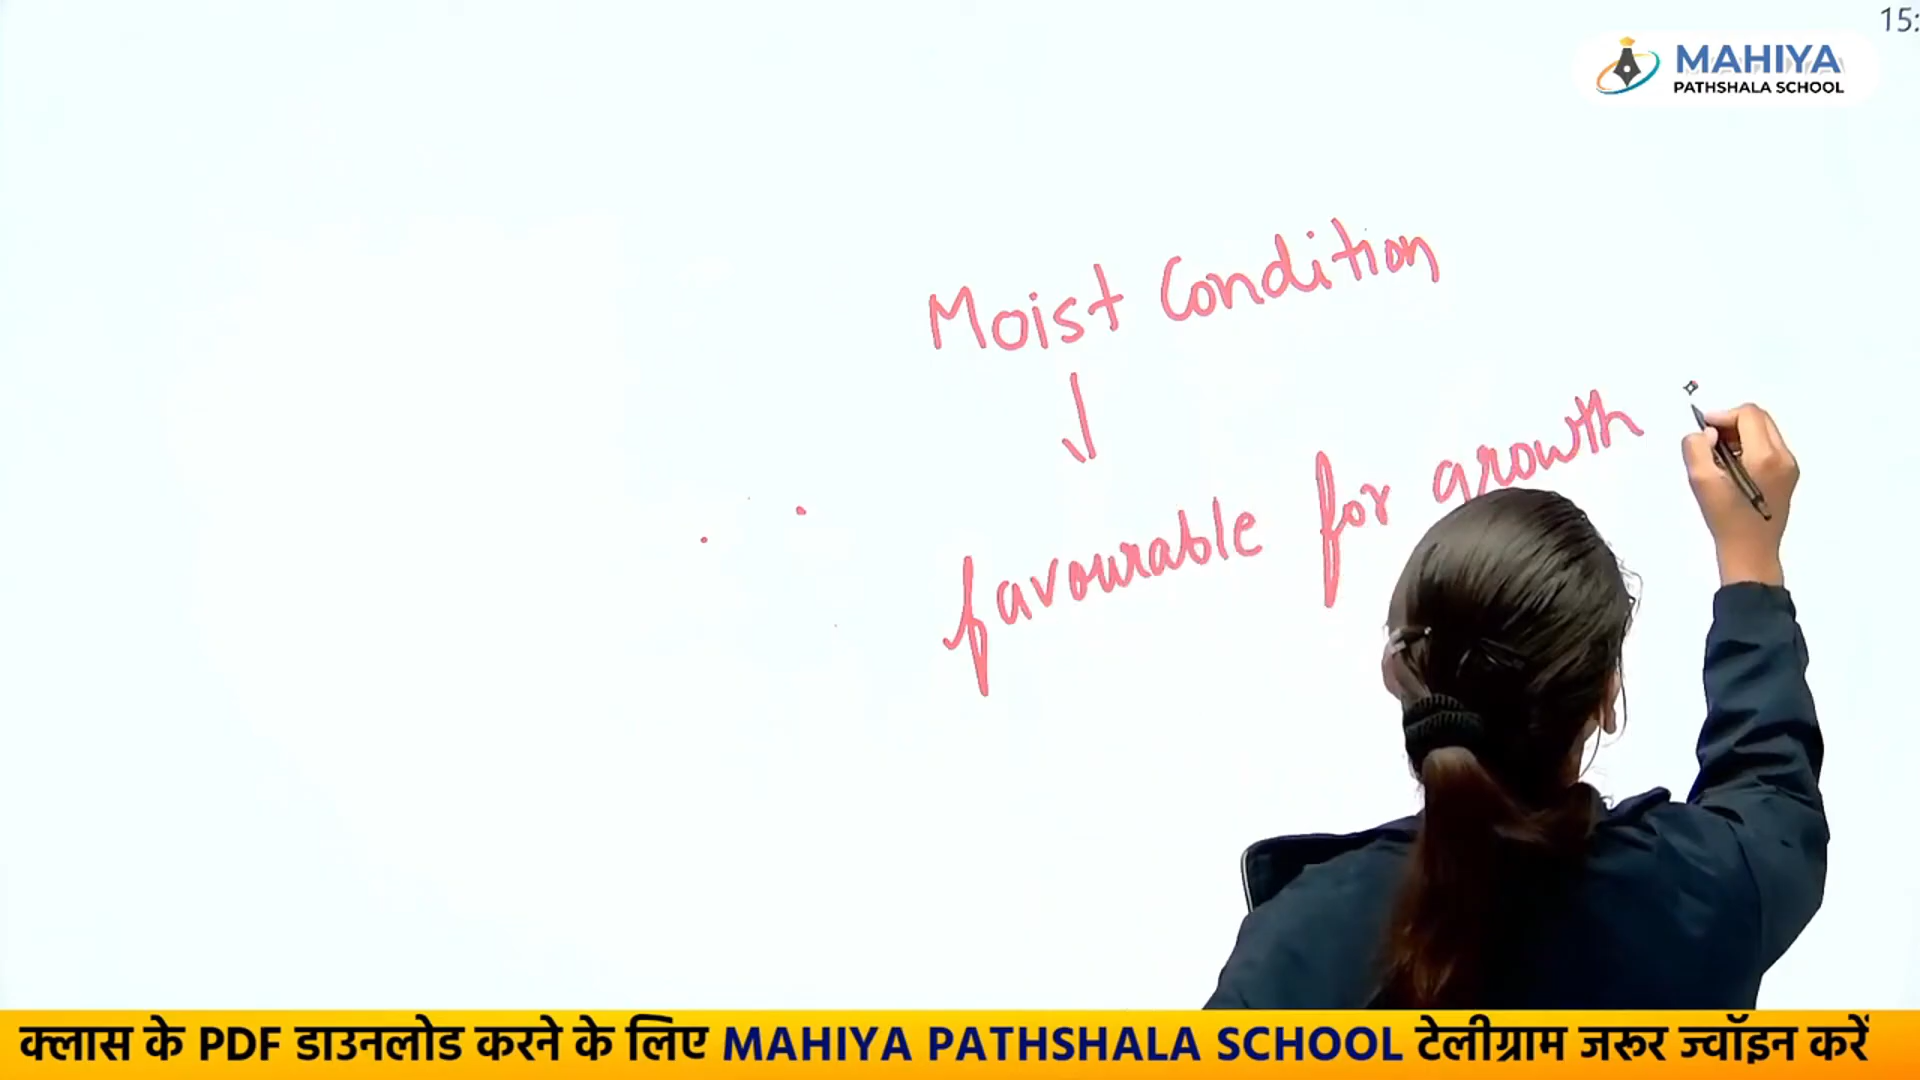 15:
MAHIYA
PATHSHALA SCHOOL
Moist Condition
favourable for growth
क्लास के PDF डाउनलोड करने के लिए MAHIYA PATHSHALA SCHOOL टेलीग्राम जरूर ज्वॉइन करें